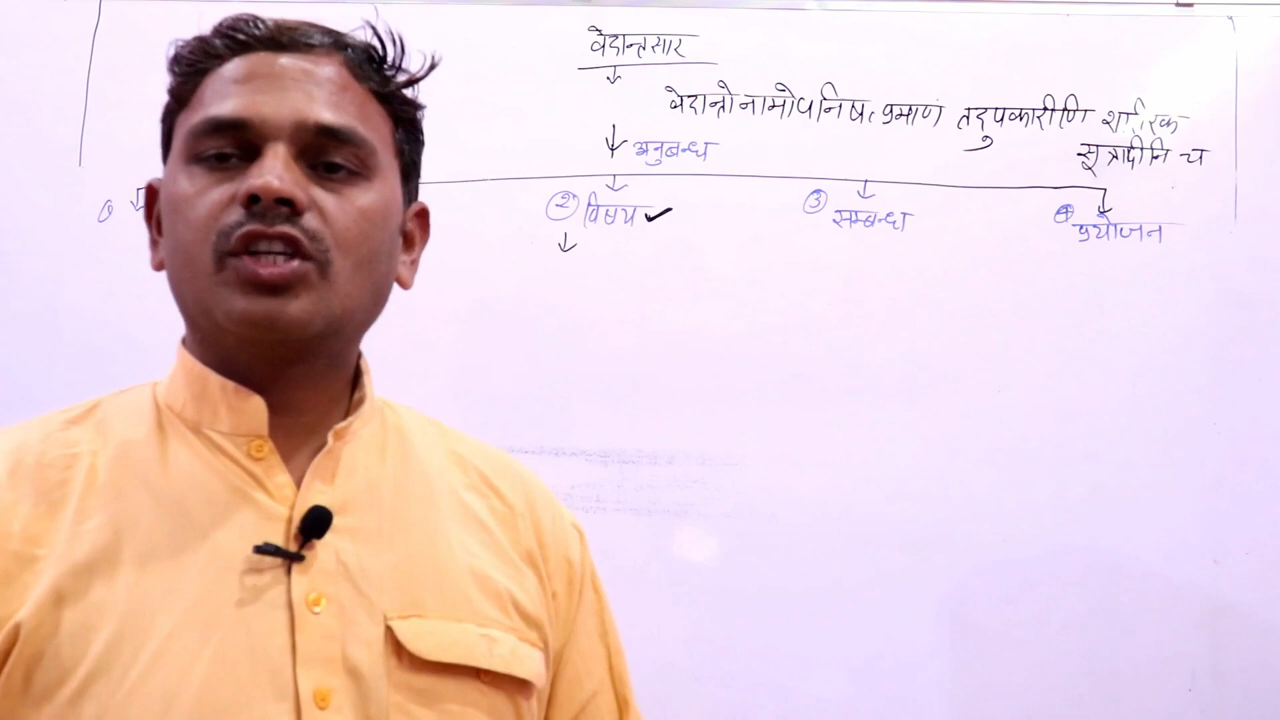 वेदान्तसार
वेदान्तो नामोपनिषत् प्रमाणं तदुपकारीणि शारीरक
सूत्रादीनि च
अनुबन्ध
② विषय ✓
③ सम्बन्ध
④ प्रयोजन